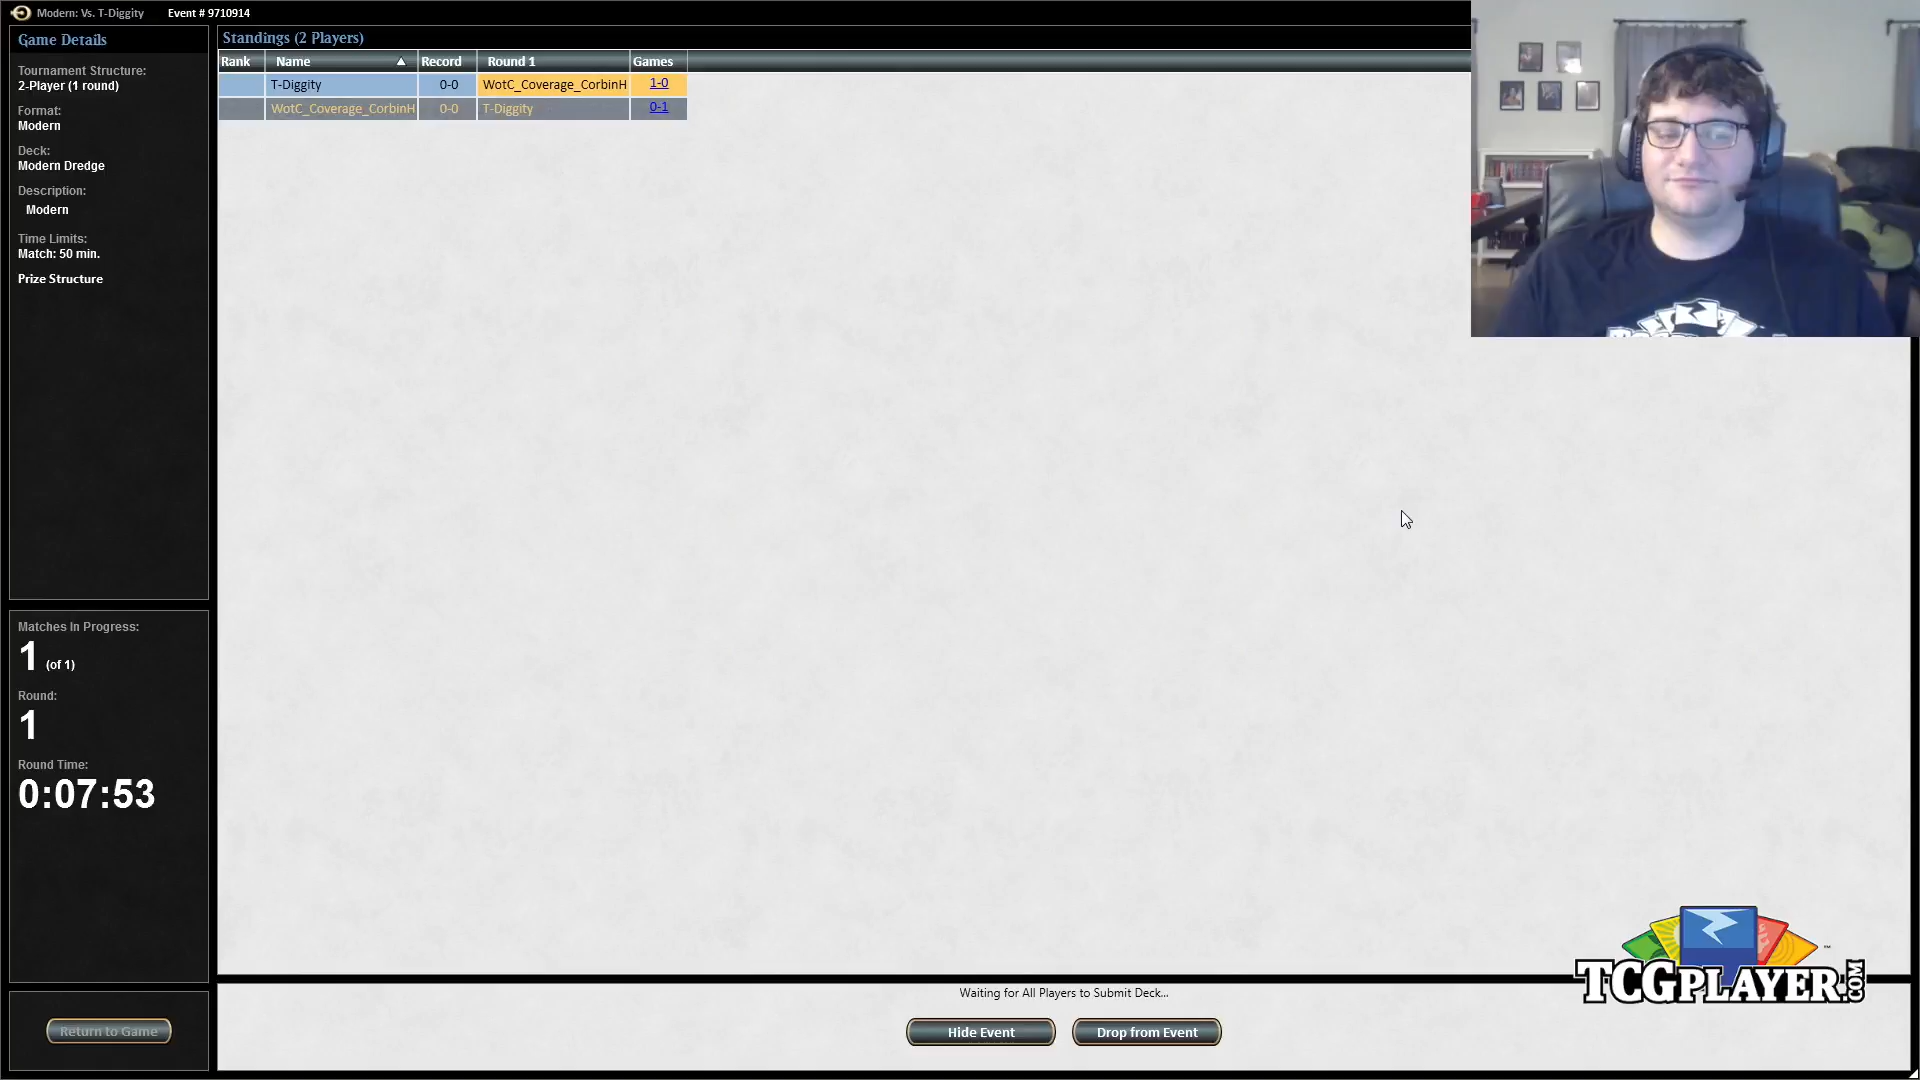 Modern: Vs. T-Diggity Event # 9710914
Game Details
Tournament Structure:
2-Player (1 round)
Format:
Modern
Deck:
Modern Dredge
Description:
Modern
Time Limits:
Match: 50 min.
Prize Structure
Standings (2 Players)
Rank Name Record Round 1 Games
T-Diggity 0-0 WotC_Coverage_CorbinH 1-0
WotC_Coverage_CorbinH 0-0 T-Diggity 0-1
Matches In Progress:
1 (of 1)
Round:
1
Round Time:
0:07:53
Return to Game
Waiting for All Players to Submit Deck...
Hide Event Drop from Event
TCGPLAYER.COM